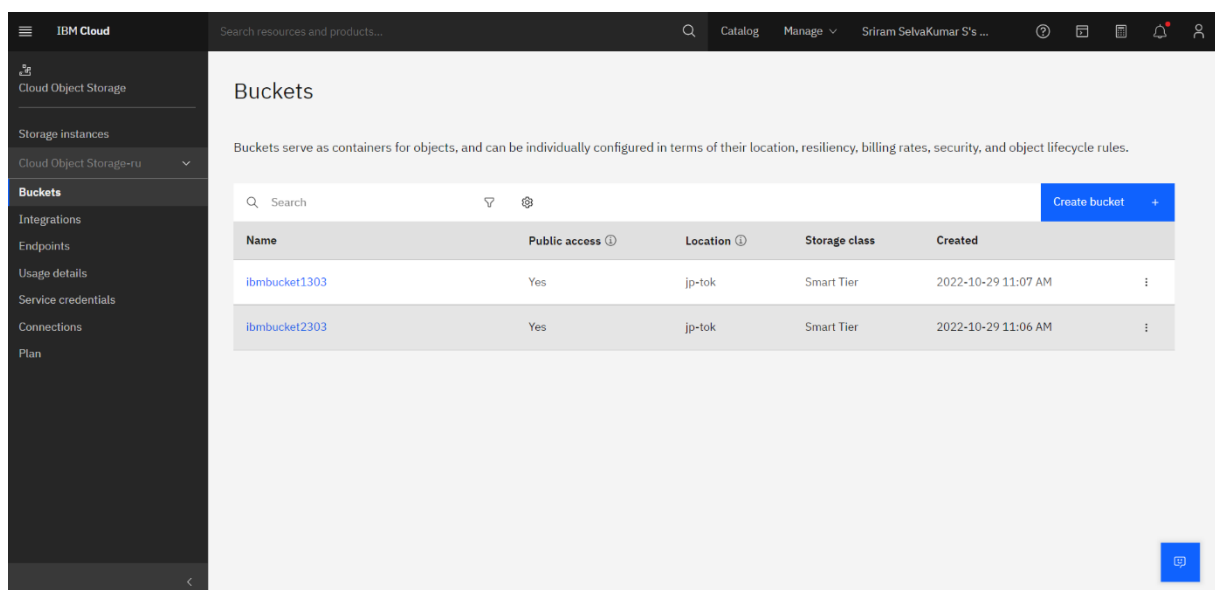 IBM Cloud
Search resources and products...
Catalog
Manage
Sriram SelvaKumar S's ...
Cloud Object Storage
Storage instances
Cloud Object Storage-ru
Buckets
Integrations
Endpoints
Usage details
Service credentials
Connections
Plan
Buckets
Buckets serve as containers for objects, and can be individually configured in terms of their location, resiliency, billing rates, security, and object lifecycle rules.
Search
Create bucket +
Name Public access Location Storage class Created
ibmbucket1303 Yes jp-tok Smart Tier 2022-10-29 11:07 AM
ibmbucket2303 Yes jp-tok Smart Tier 2022-10-29 11:06 AM